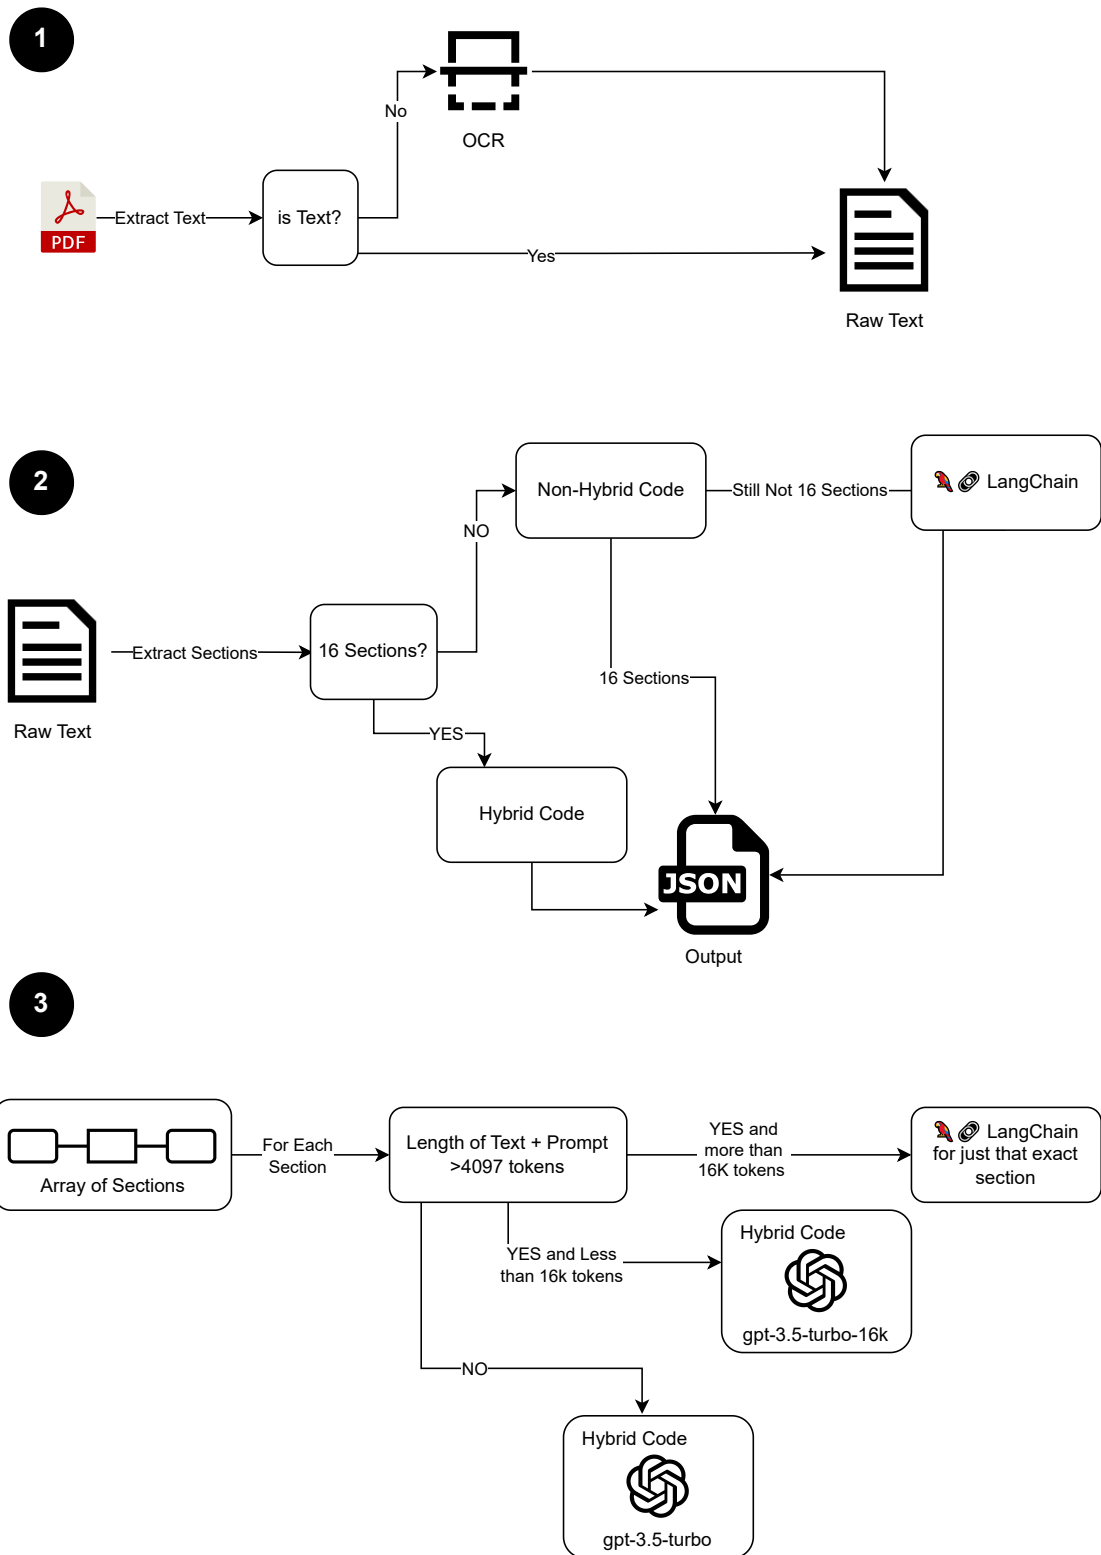 1
No
OCR
Extract Text
is Text?
PDF
Yes
Raw Text
2
Non-Hybrid Code
Still Not 16 Sections
LangChain
NO
Extract Sections
16 Sections?
16 Sections
Raw Text
YES
Hybrid Code
JSON
Output
3
For Each
Section
Array of Sections
Length of Text + Prompt
>4097 tokens
YES and
more than
16K tokens
LangChain
for just that exact
section
YES and Less
than 16k tokens
Hybrid Code
gpt-3.5-turbo-16k
NO
Hybrid Code
gpt-3.5-turbo